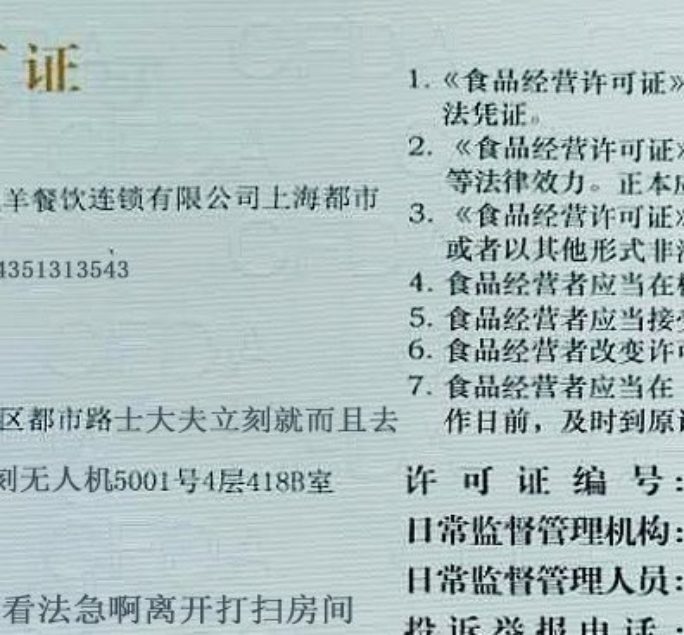 证
羊餐饮连锁有限公司上海都市
4351313543
区都市路士大夫立刻就而且去
刻无人机5001号4层418B室
看法急啊离开打扫房间
1. 《食品经营许可证》
法凭证。
2. 《食品经营许可证》
等法律效力。正本应
3. 《食品经营许可证》
或者以其他形式非法
4. 食品经营者应当在
5. 食品经营者应当接受
6. 食品经营者改变许可
7. 食品经营者应当在
作日前，及时到原
许可证编号：
日常监督管理机构：
日常监督管理人员：
投诉举报电话：